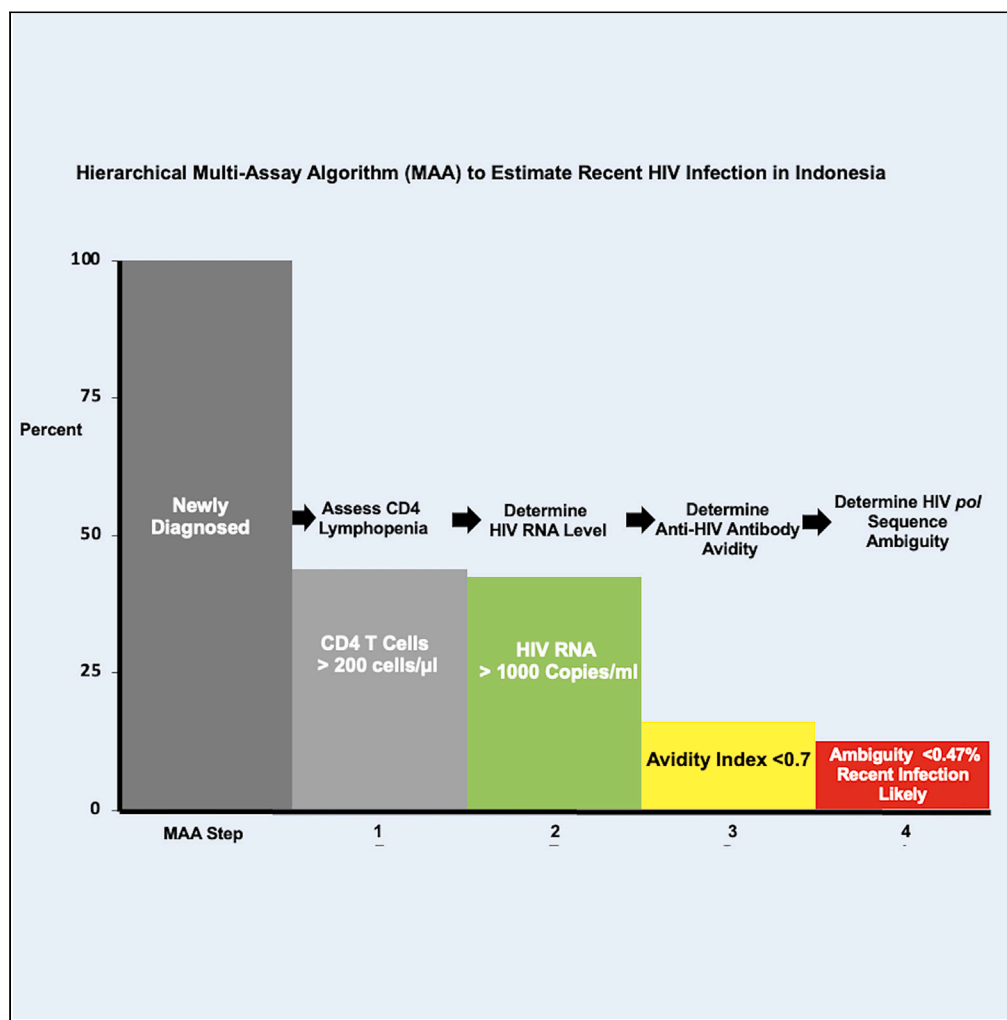 Hierarchical Multi-Assay Algorithm (MAA) to Estimate Recent HIV Infection in Indonesia
100
75
Percent
50
25
0
Newly
Diagnosed
Assess CD4
Lymphopenia
Determine
HIV RNA Level
Determine
Anti-HIV Antibody
Avidity
Determine HIV pol
Sequence
Ambiguity
CD4 T Cells
> 200 cells/µl
HIV RNA
> 1000 Copies/ml
Avidity Index <0.7
Ambiguity <0.47%
Recent Infection
Likely
MAA Step
1
2
3
4